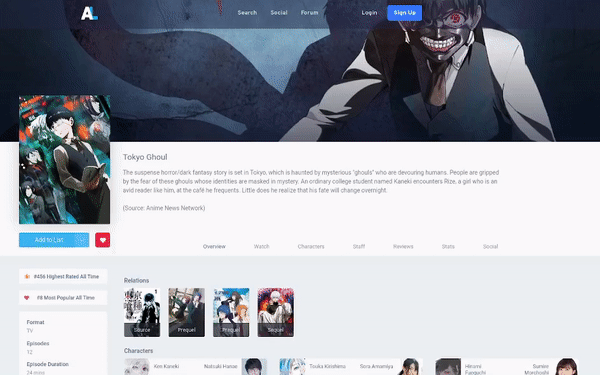 AL
Search Social Forum Login Sign Up
Tokyo Ghoul
The suspense horror/dark fantasy story is set in Tokyo, which is haunted by mysterious "ghouls" who are devouring humans. People are gripped
by the fear of these ghouls whose identities are masked in mystery. An ordinary college student named Kaneki encounters Rize, a girl who is an
avid reader like him, at the café he frequents. Little does he realize that his fate will change overnight.
(Source: Anime News Network)
Add to List
Overview Watch Characters Staff Reviews Stats Social
#456 Highest Rated All Time
#8 Most Popular All Time
Format
TV
Episodes
12
Episode Duration
24 mins
Relations
Source Prequel Prequel Sequel
Characters
Ken Kaneki Natsuki Hanae Touka Kirishima Sora Amamiya Hinami Fueguchi Sumire Morohoshi